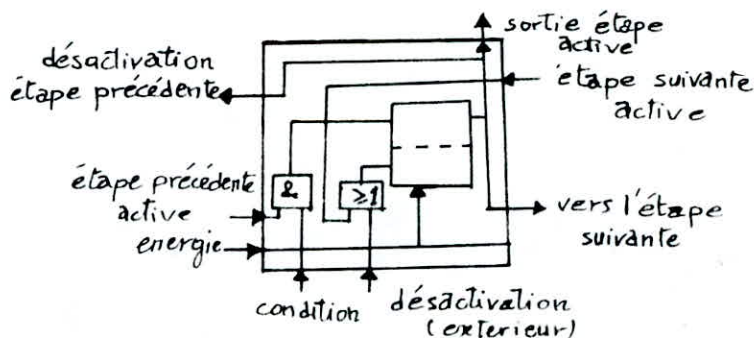 sortie étape
active
désactivation
étape précédente
étape suivante
active
&
≥1
étape précédente
active
vers l'étape
suivante
energie
condition
désactivation
(exterieur)